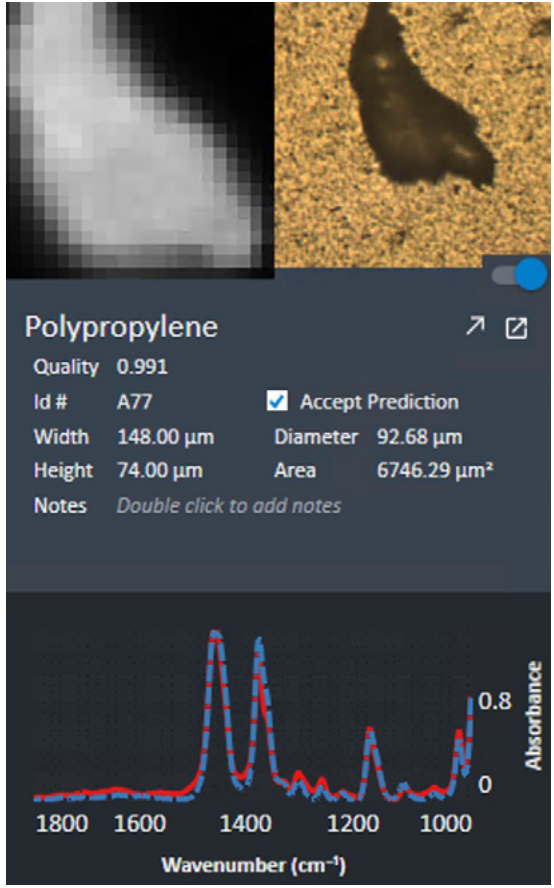 Polypropylene
Quality 0.991
Id # A77 Accept Prediction
Width 148.00 µm Diameter 92.68 µm
Height 74.00 µm Area 6746.29 µm²
Notes Double click to add notes
0.8
0
Absorbance
1800 1600 1400 1200 1000
Wavenumber (cm⁻¹)